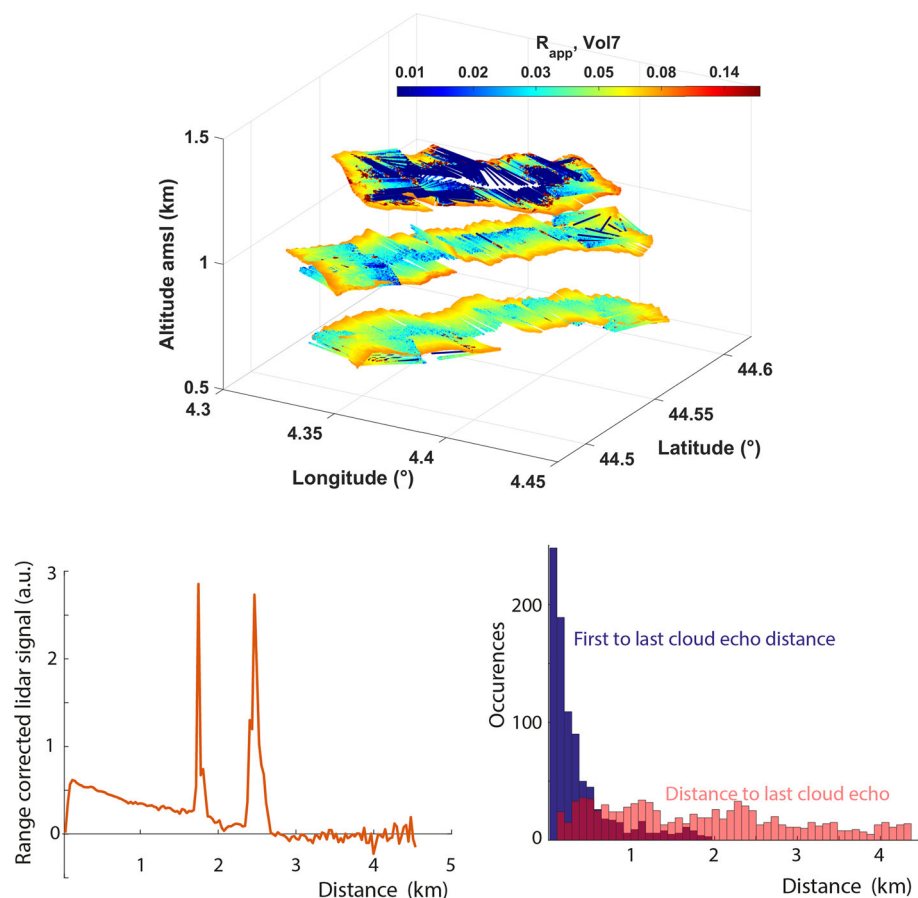 R_app, Vol7
0.01 0.02 0.03 0.05 0.08 0.14
1.5
1
0.5
Altitude amsl (km)
4.3
4.35
4.4
4.45
Longitude (°)
44.5
44.55
44.6
Latitude (°)
3
2
1
0
Range corrected lidar signal (a.u.)
1 2 3 4 5
Distance (km)
200
100
0
Occurences
First to last cloud echo distance
Distance to last cloud echo
1 2 3 4
Distance (km)